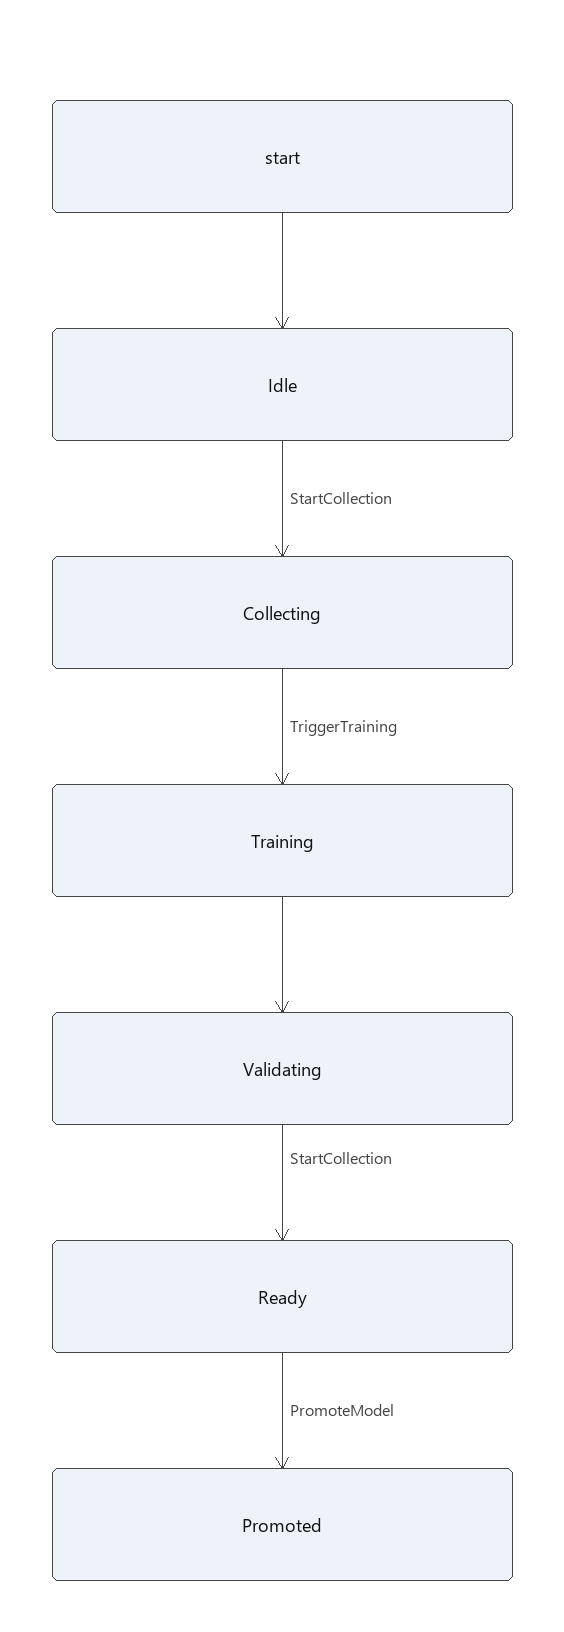 start
Idle
StartCollection
Collecting
TriggerTraining
Training
Validating
StartCollection
Ready
PromoteModel
Promoted